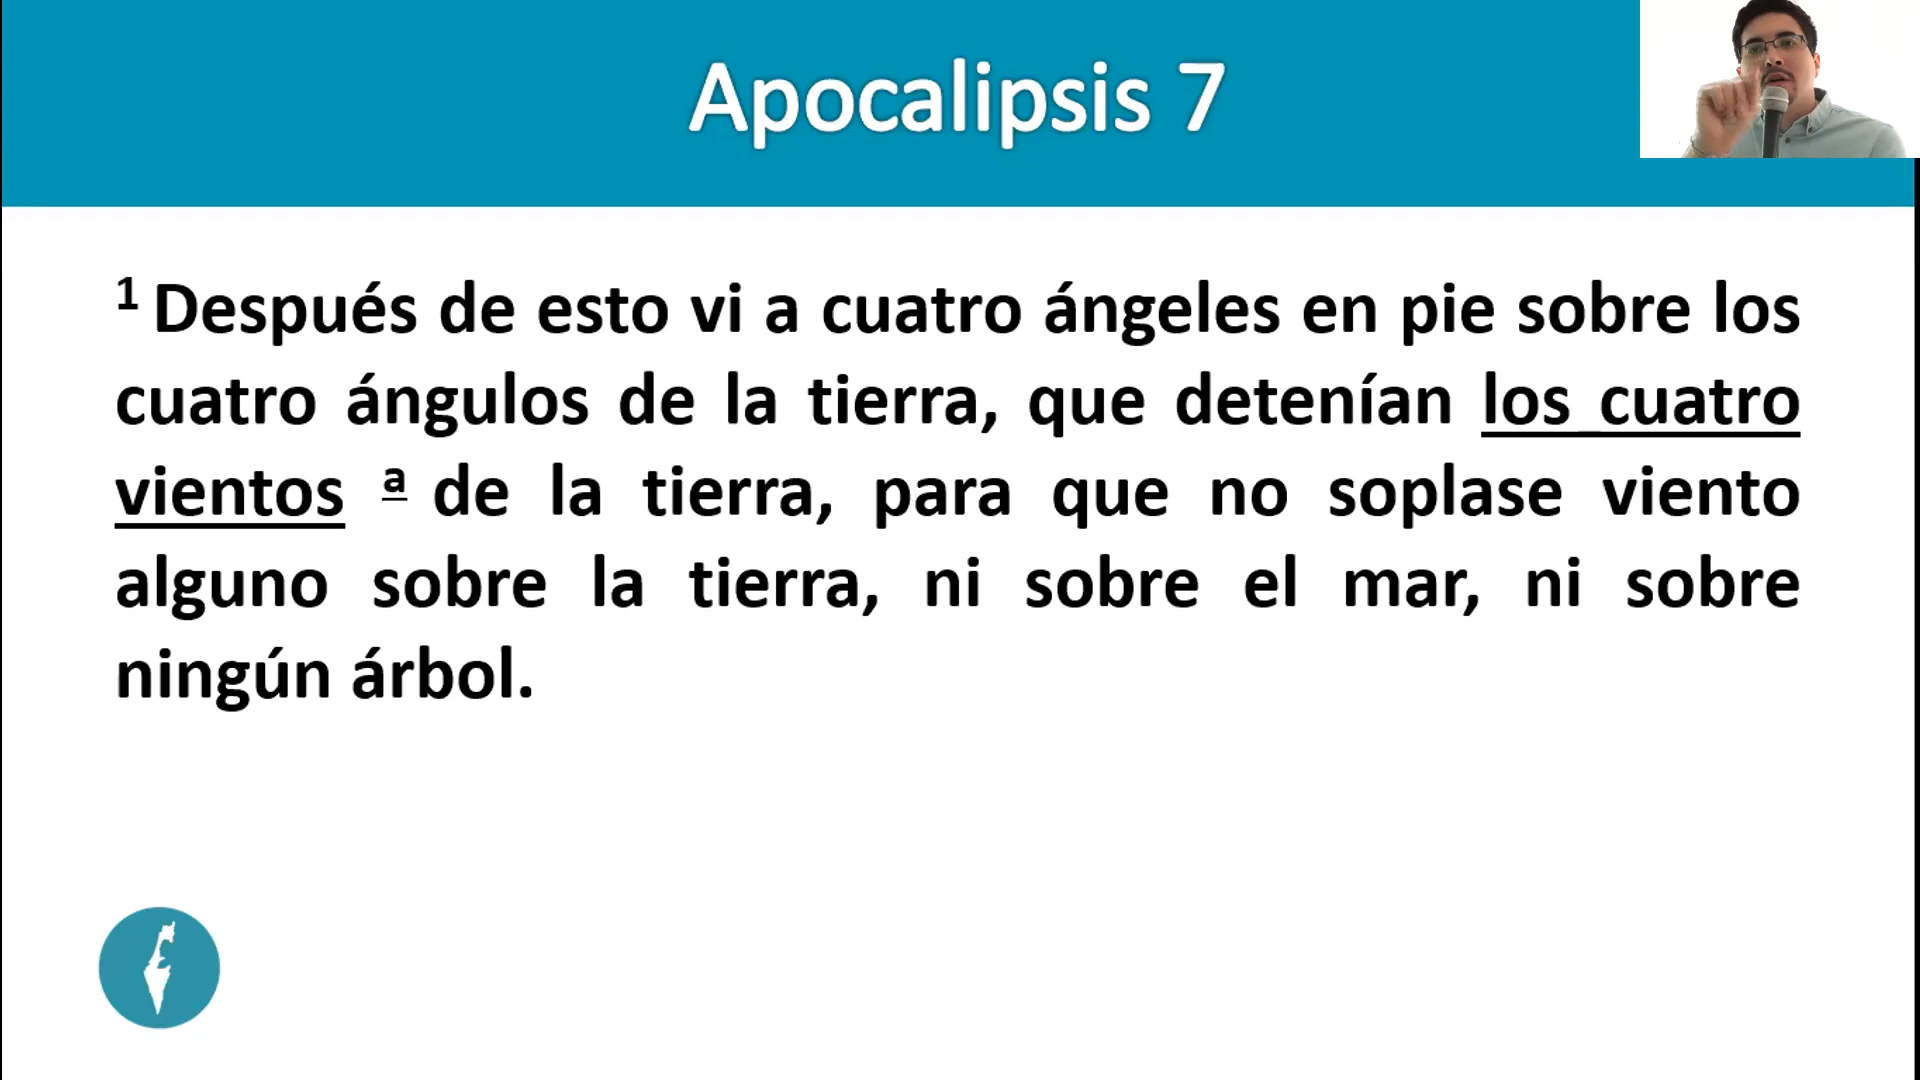 Apocalipsis 7
1 Después de esto vi a cuatro ángeles en pie sobre los
cuatro ángulos de la tierra, que detenían los cuatro
vientos a de la tierra, para que no soplase viento
alguno sobre la tierra, ni sobre el mar, ni sobre
ningún árbol.